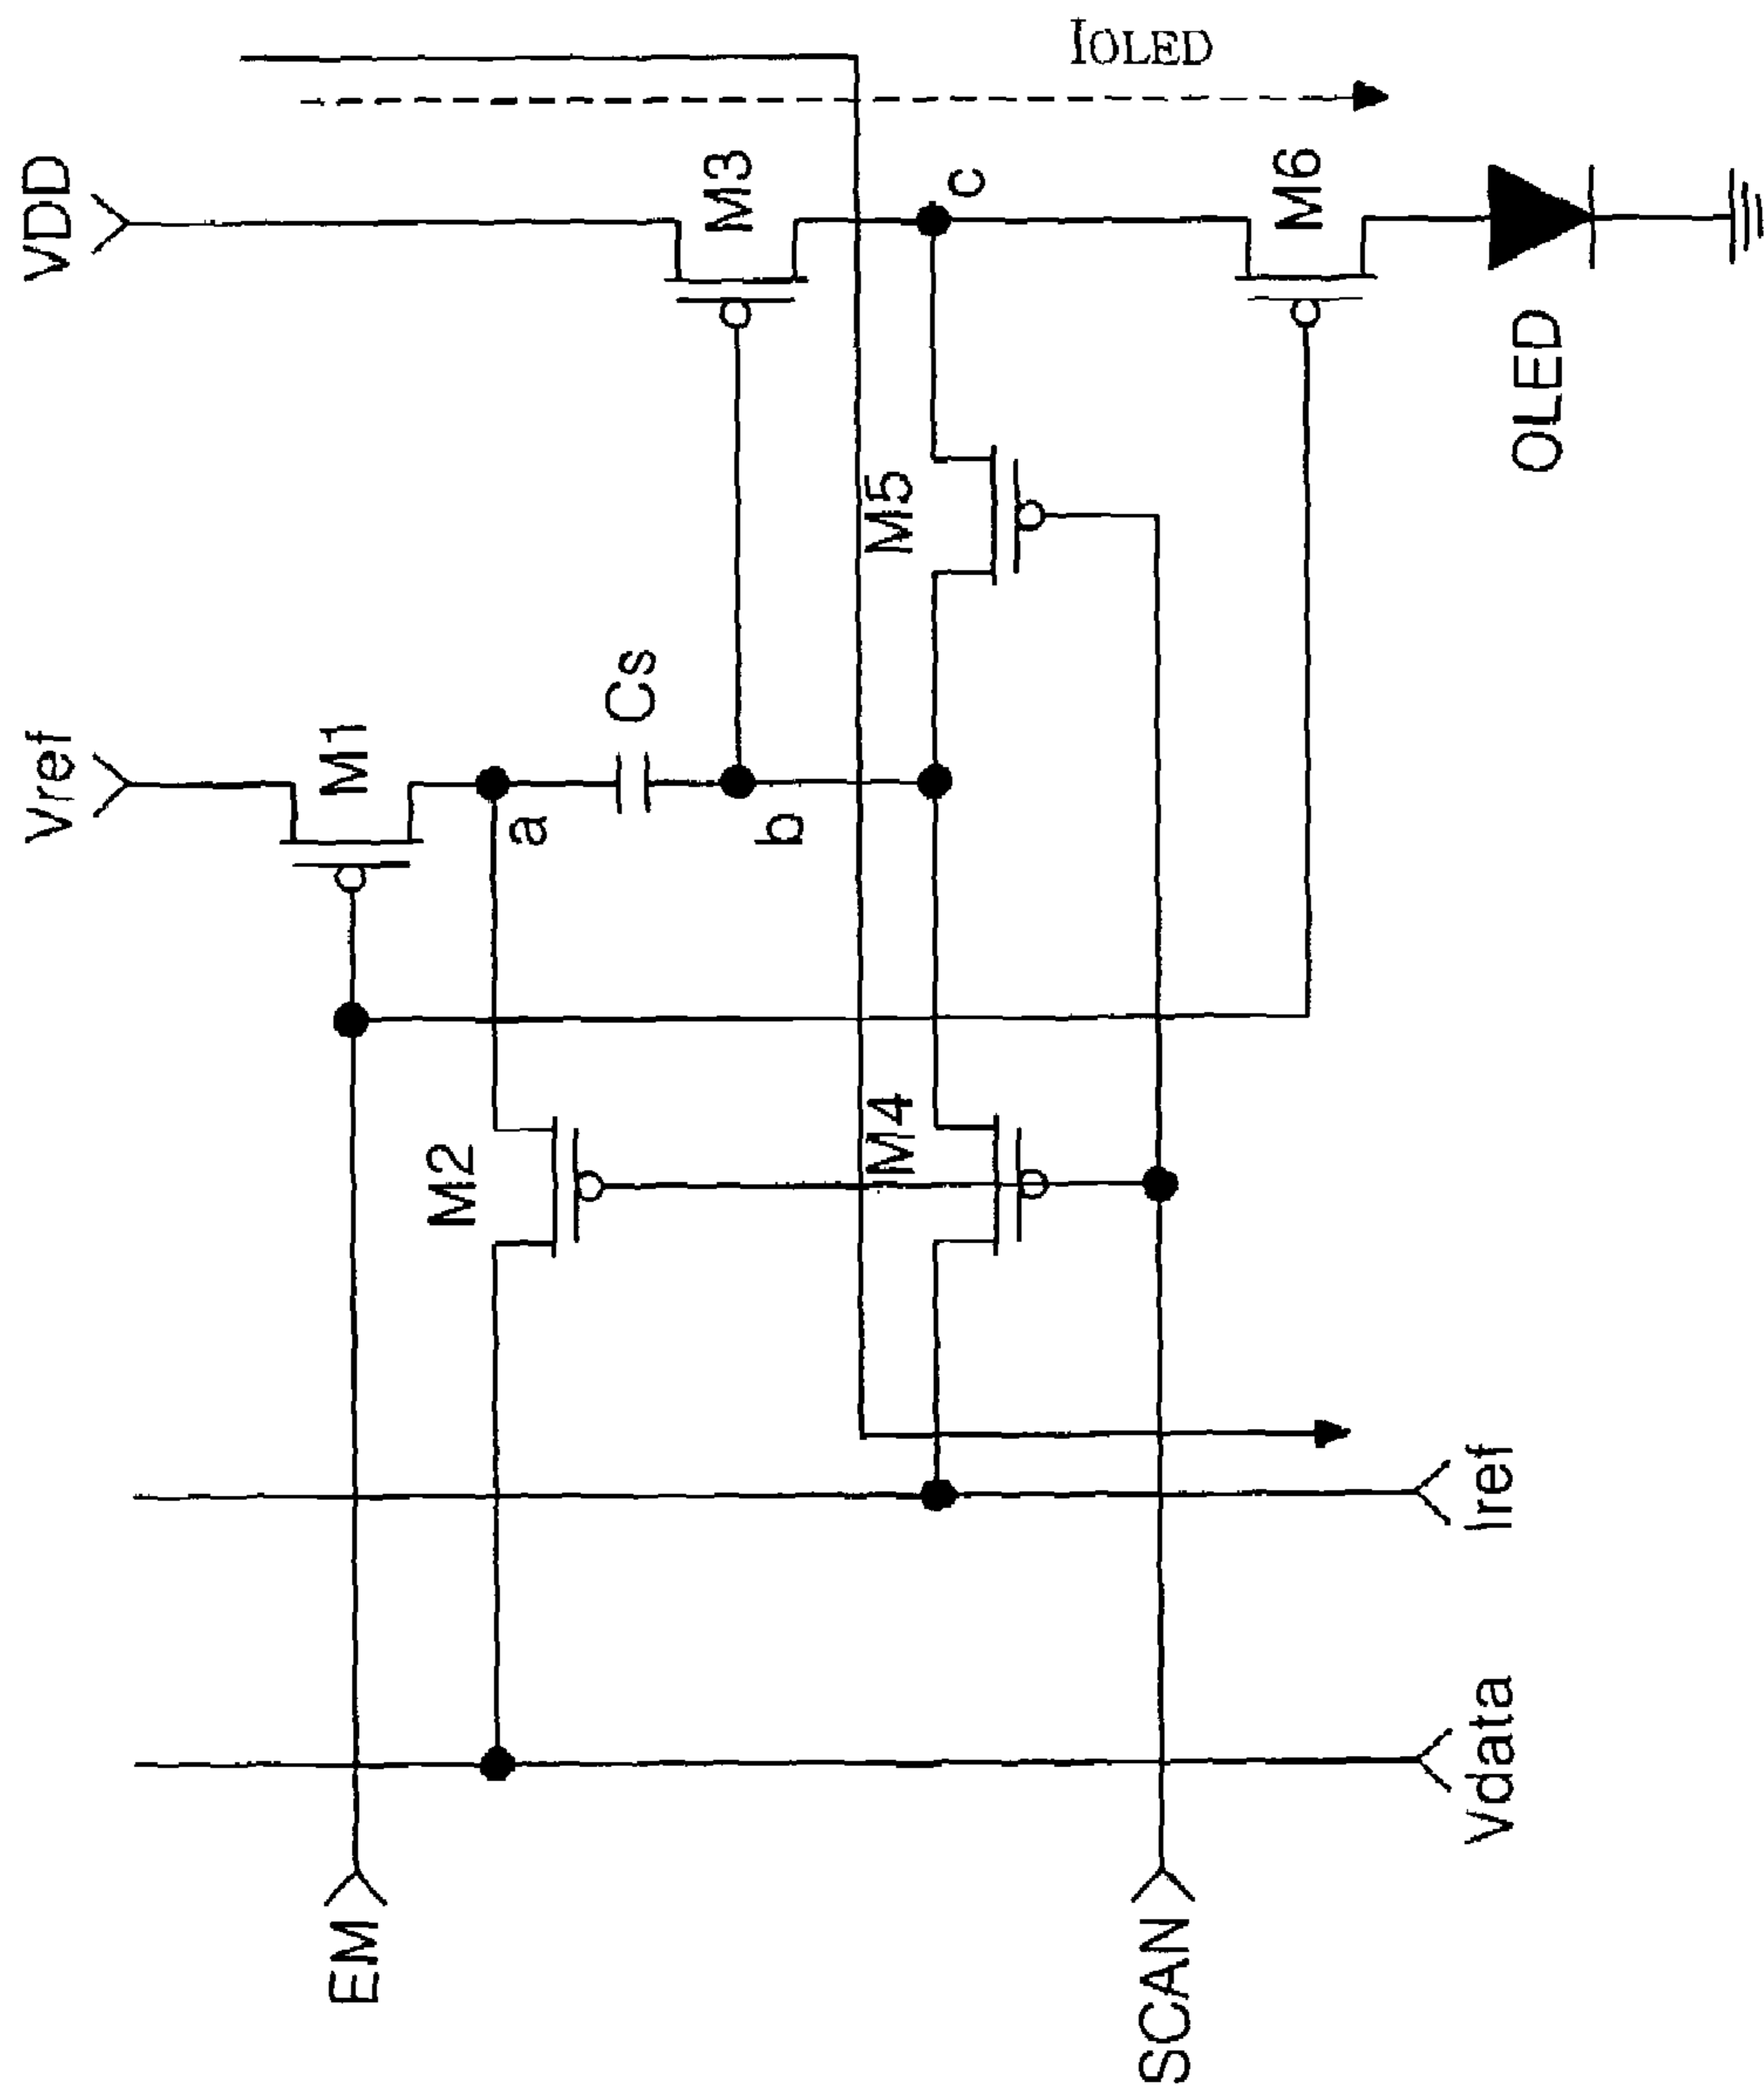 IOLED
VDD
M3
c
M6
OLED
M5
Vref
M1
Cs
a
b
M2
M4
Iref
Vdata
EM
SCAN